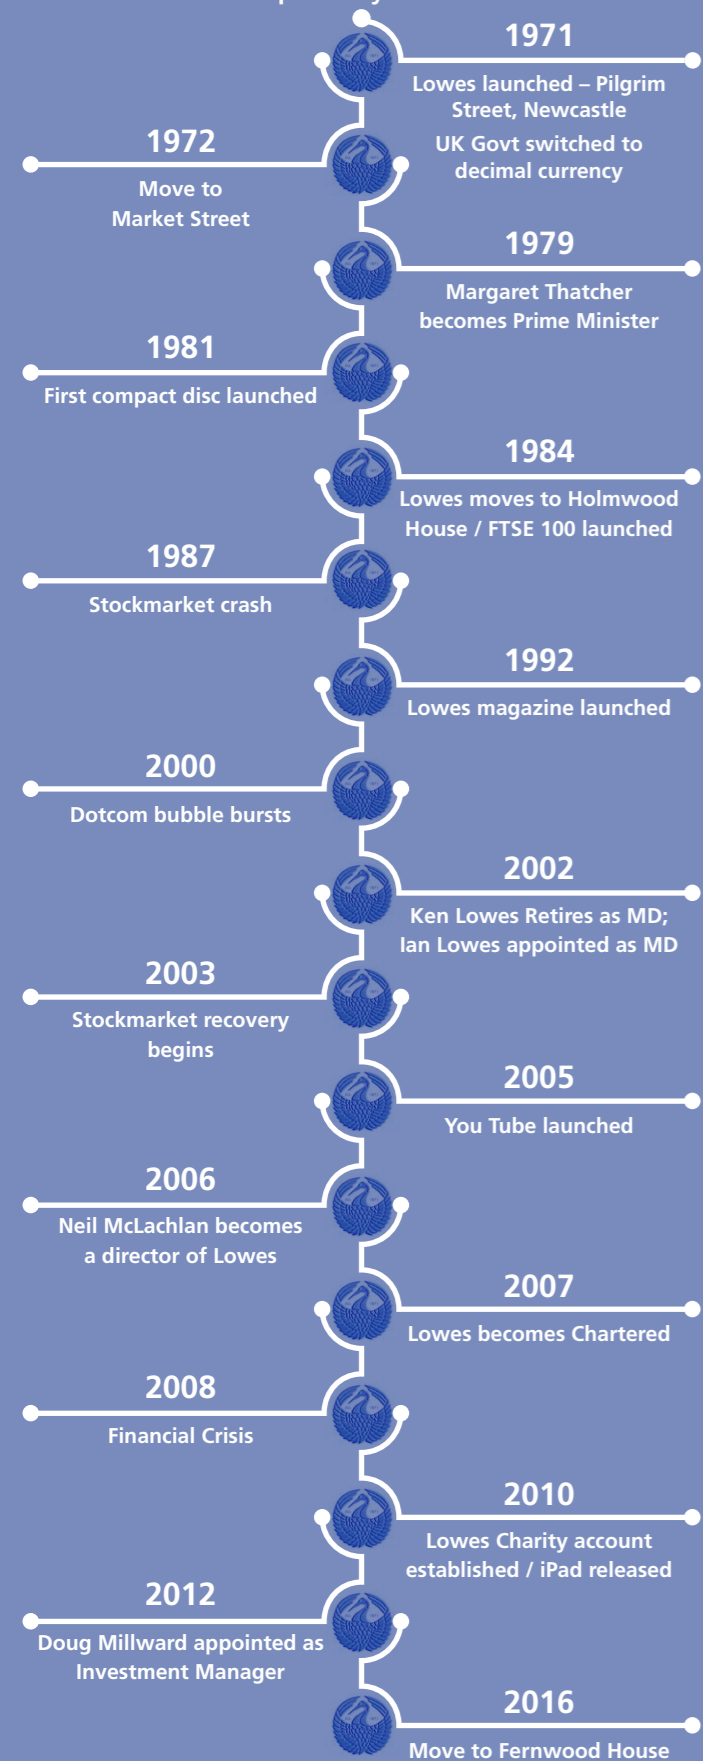 1971
Lowes launched – Pilgrim
Street, Newcastle
UK Govt switched to
decimal currency
1972
Move to
Market Street
1979
Margaret Thatcher
becomes Prime Minister
1981
First compact disc launched
1984
Lowes moves to Holmwood
House / FTSE 100 launched
1987
Stockmarket crash
1992
Lowes magazine launched
2000
Dotcom bubble bursts
2002
Ken Lowes Retires as MD;
Ian Lowes appointed as MD
2003
Stockmarket recovery
begins
2005
You Tube launched
2006
Neil McLachlan becomes
a director of Lowes
2007
Lowes becomes Chartered
2008
Financial Crisis
2010
Lowes Charity account
established / iPad released
2012
Doug Millward appointed as
Investment Manager
2016
Move to Fernwood House